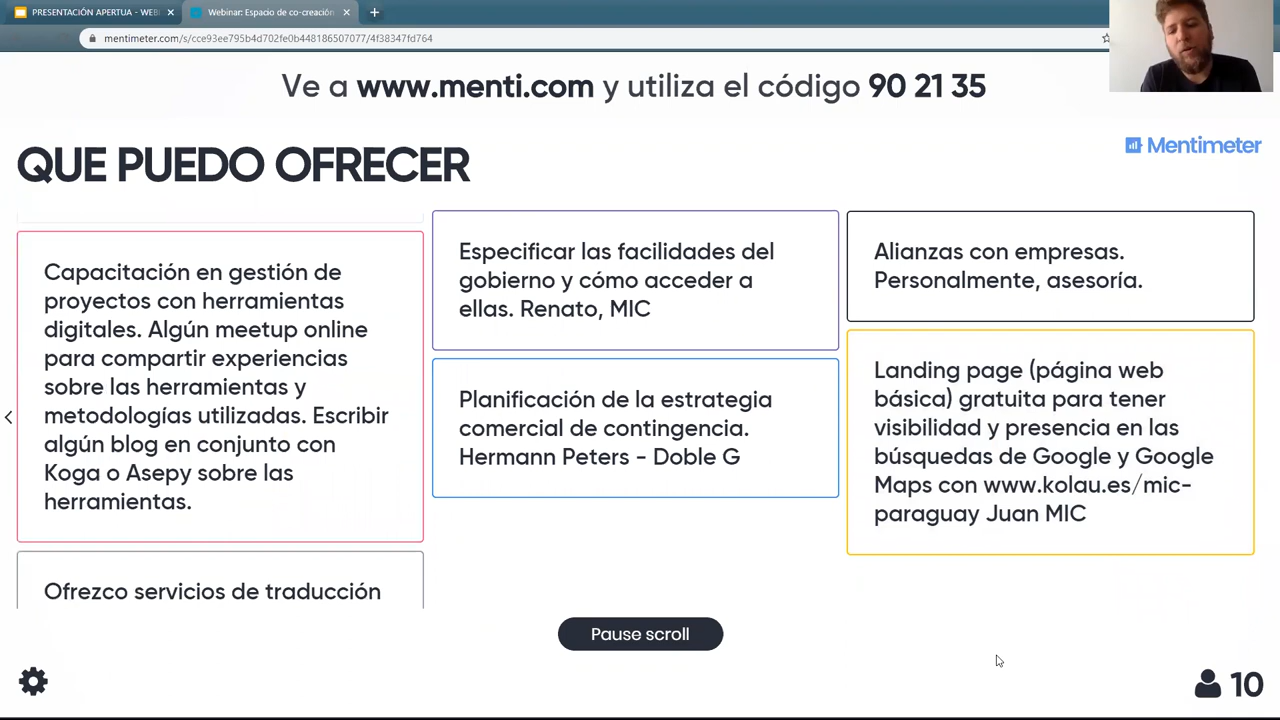 PRESENTACIÓN APERTUA - WEB
Webinar: Espacio de co-creación
mentimeter.com/s/cce93ee795b4d702fe0b448186507077/4f38347fd764
Ve a www.menti.com y utiliza el código 90 21 35
Mentimeter
QUE PUEDO OFRECER
Capacitación en gestión de
proyectos con herramientas
digitales. Algún meetup online
para compartir experiencias
sobre las herramientas y
metodologías utilizadas. Escribir
algún blog en conjunto con
Koga o Asepy sobre las
herramientas.
Ofrezco servicios de traducción
Especificar las facilidades del
gobierno y cómo acceder a
ellas. Renato, MIC
Planificación de la estrategia
comercial de contingencia.
Hermann Peters - Doble G
Alianzas con empresas.
Personalmente, asesoría.
Landing page (página web
básica) gratuita para tener
visibilidad y presencia en las
búsquedas de Google y Google
Maps con www.kolau.es/mic-
paraguay Juan MIC
Pause scroll
10